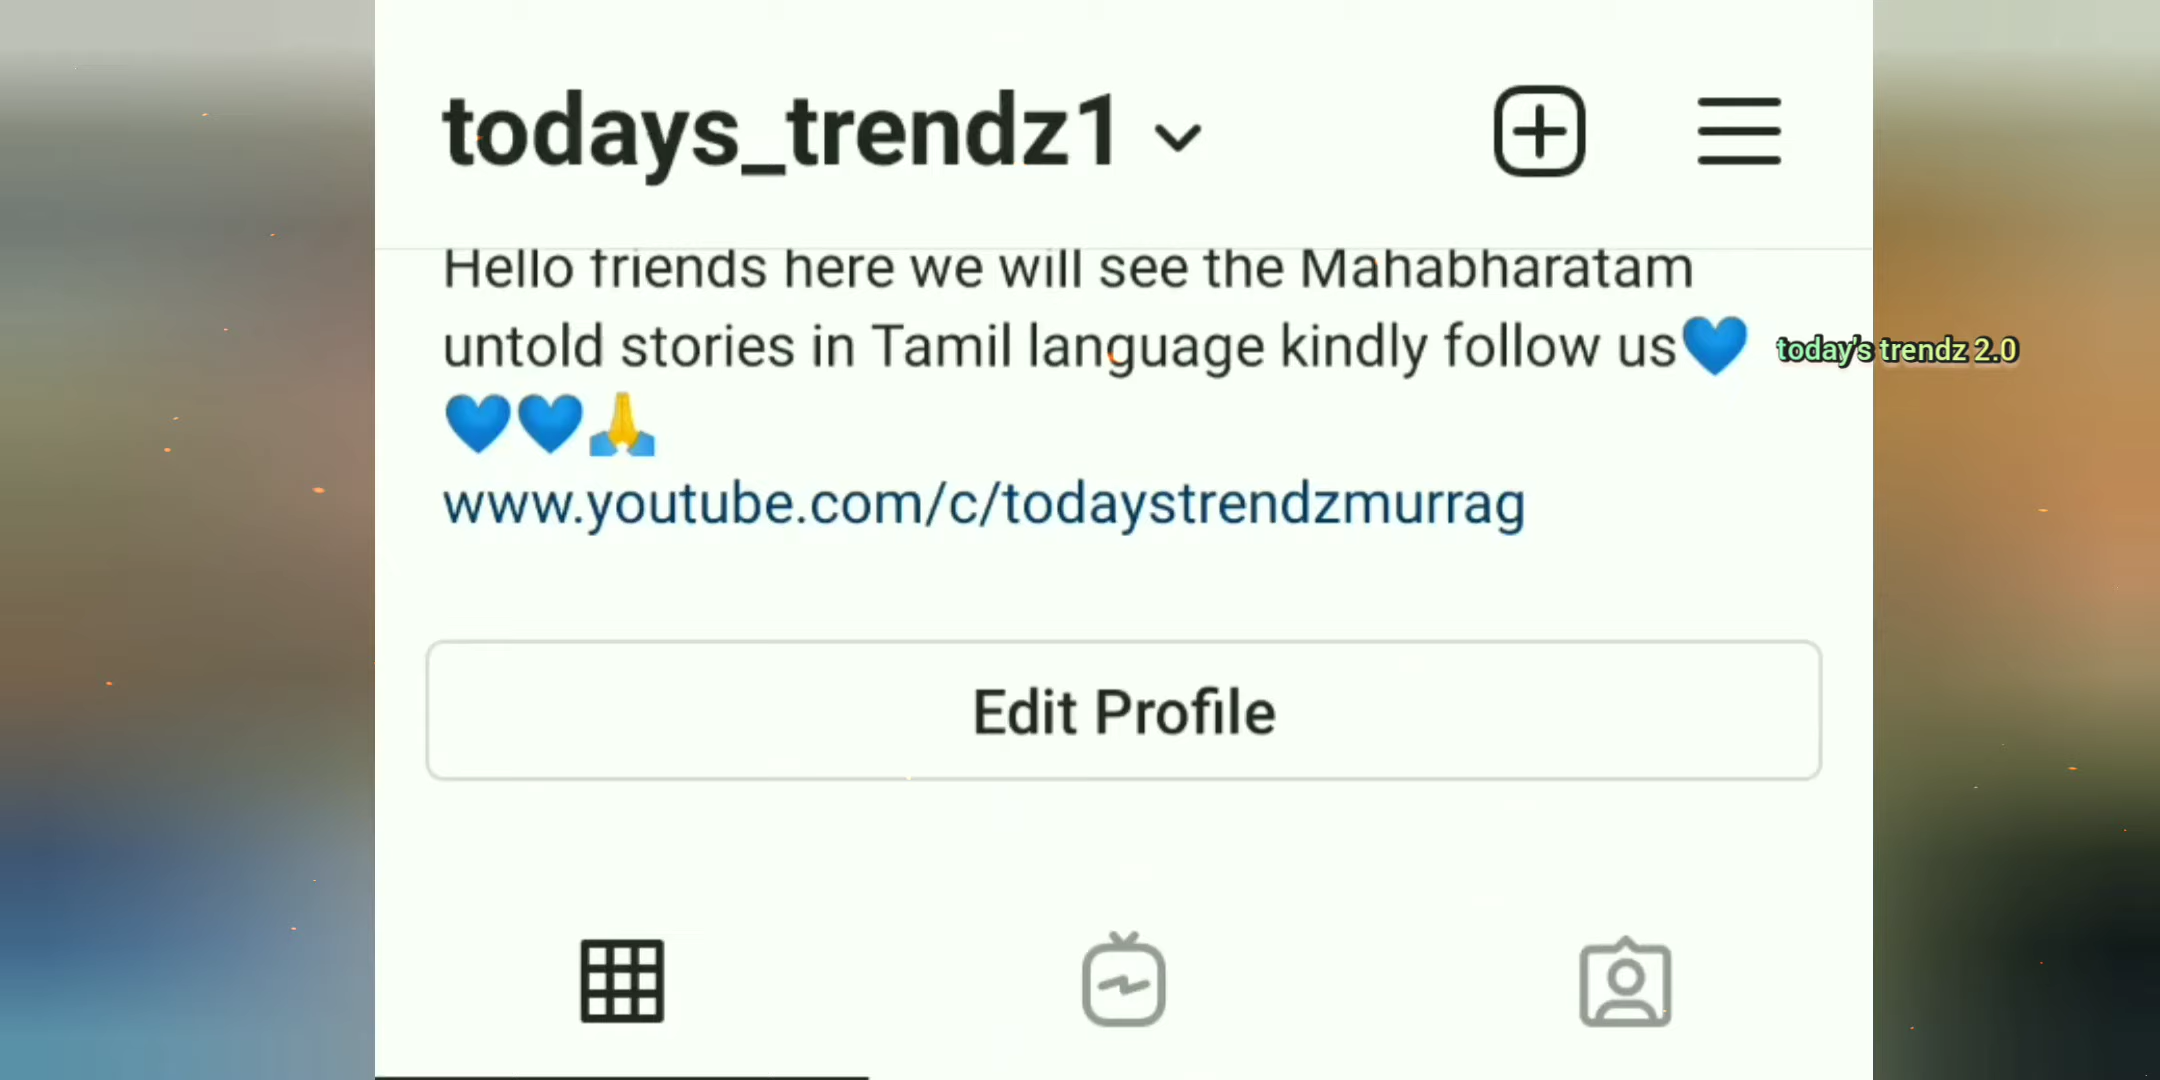 todays_trendz1
Hello friends here we will see the Mahabharatam
untold stories in Tamil language kindly follow us💙
today's trendz 2.0
💙💙🙏
www.youtube.com/c/todaystrendzmurrag
Edit Profile